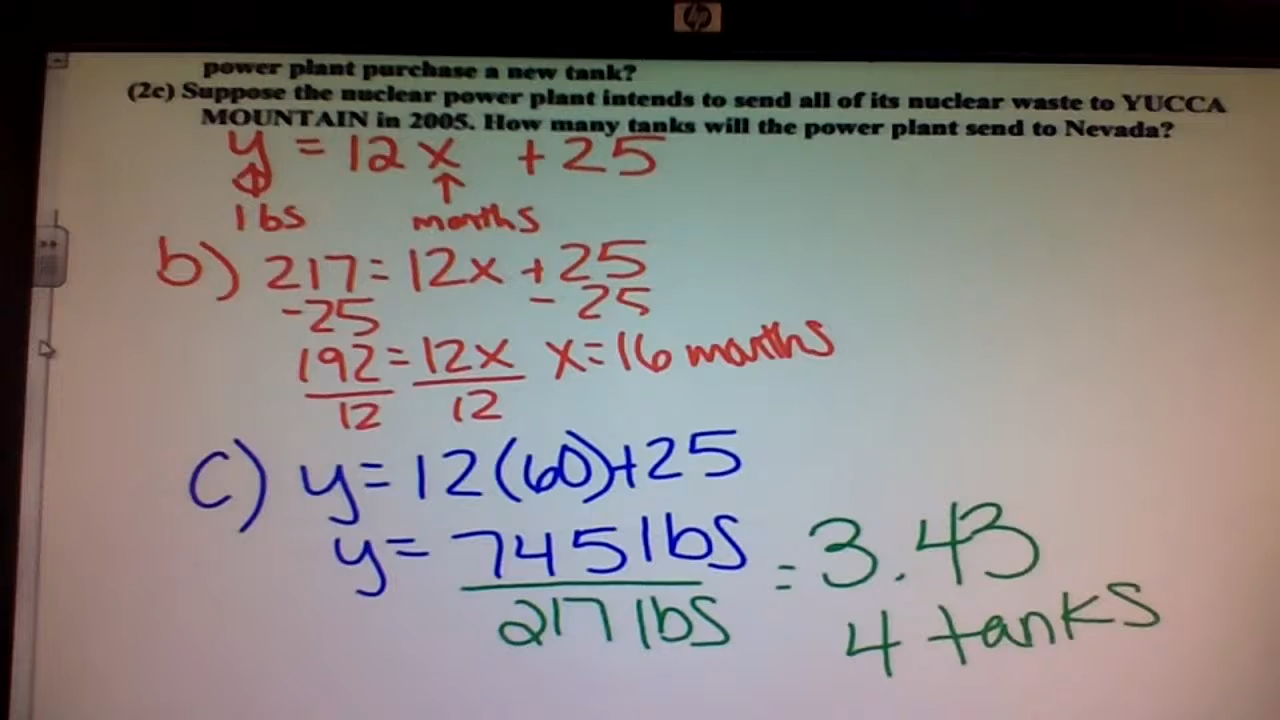 hp
power plant purchase a new tank?
(2c) Suppose the nuclear power plant intends to send all of its nuclear waste to YUCCA
MOUNTAIN in 2005. How many tanks will the power plant send to Nevada?
y = 12x + 25
lbs months
b) 217 = 12x + 25
-25 - 25
192 = 12x x = 16 months
12 12
c) y = 12(60)+25
y = 745 lbs = 3.43
217 lbs 4 tanks